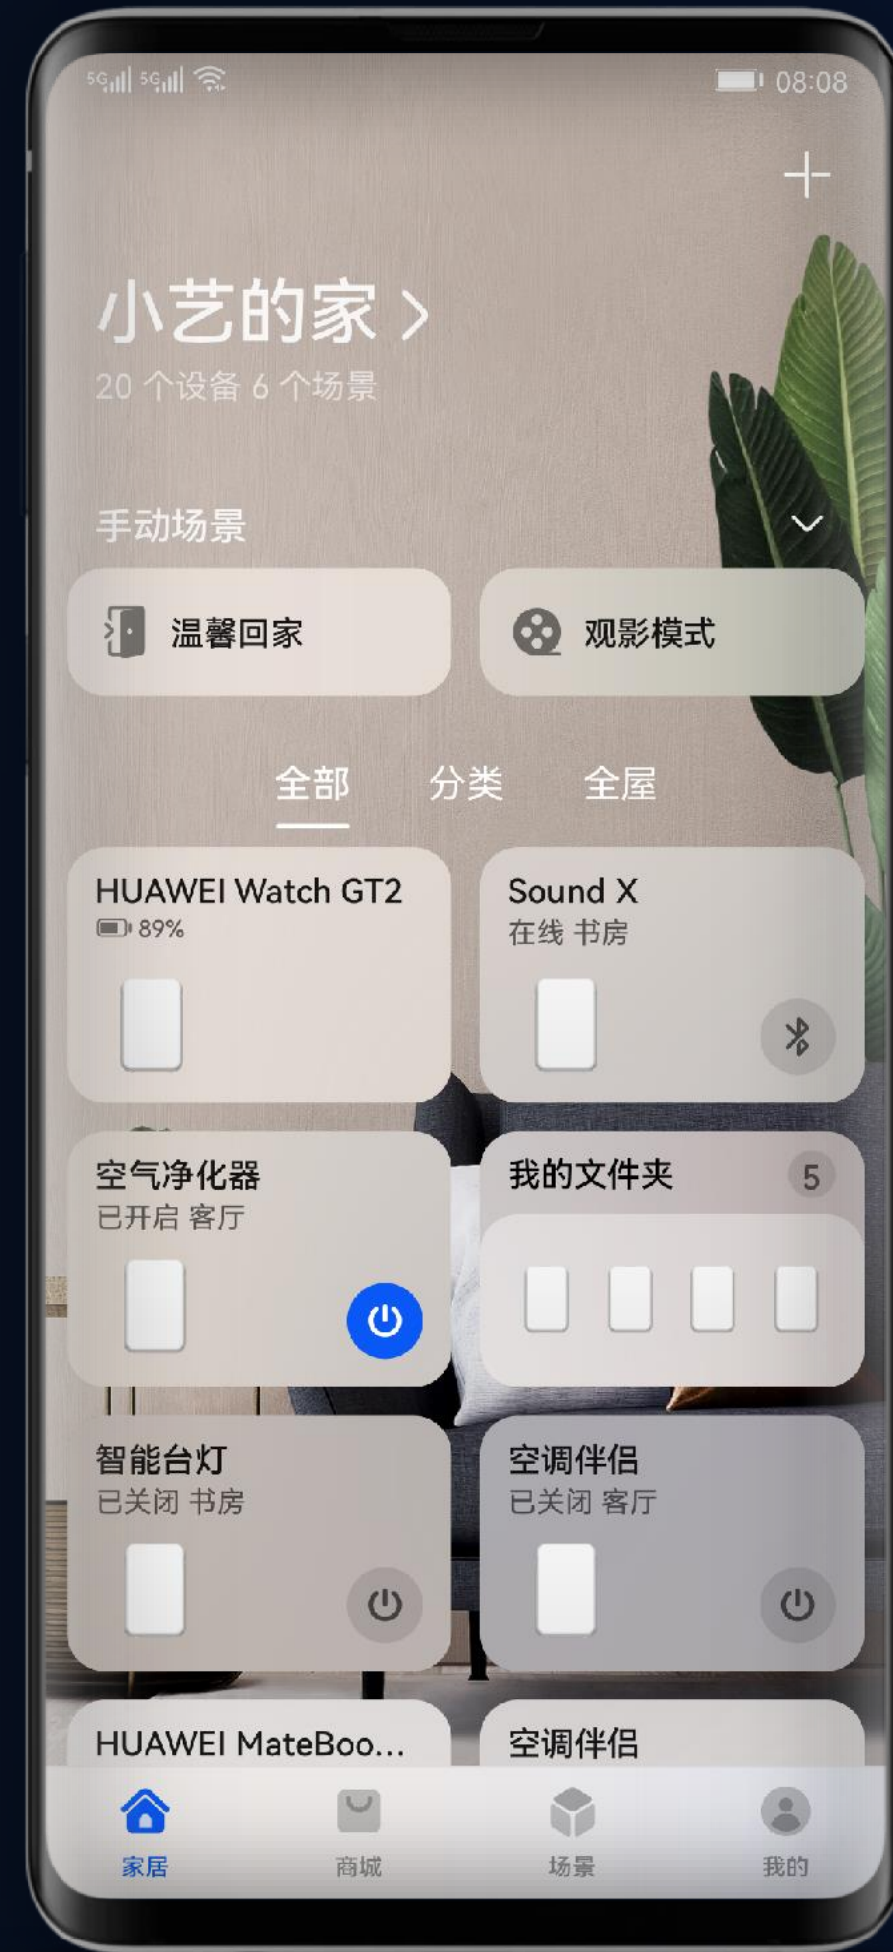 5G 5G 08:08
小艺的家
20 个设备 6 个场景
手动场景
温馨回家 观影模式
全部 分类 全屋
HUAWEI Watch GT2
89%
Sound X
在线 书房
空气净化器
已开启 客厅
我的文件夹 5
智能台灯
已关闭 书房
空调伴侣
已关闭 客厅
HUAWEI MateBoo...
空调伴侣
家居 商城 场景 我的